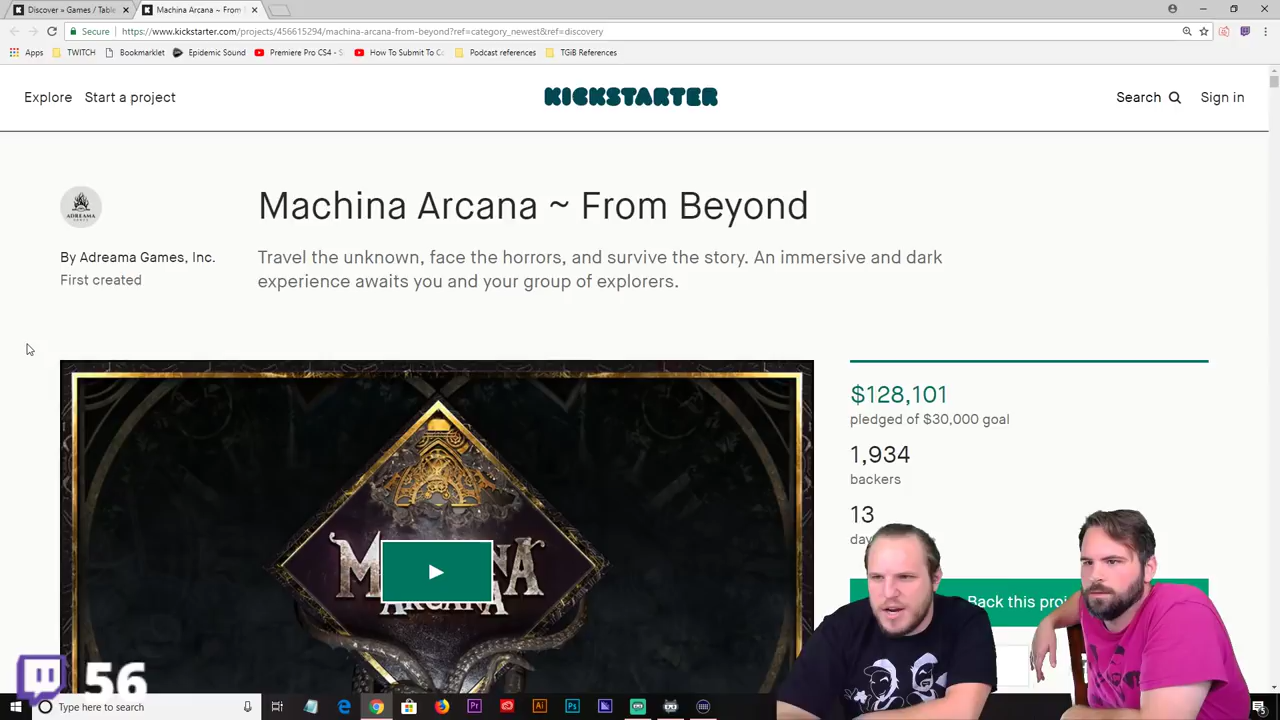 Discover » Games / Table
Machina Arcana ~ From
Secure
https://www.kickstarter.com/projects/456615294/machina-arcana-from-beyond?ref=category_newest&ref=discovery
Apps TWITCH Bookmarklet Epidemic Sound Premiere Pro CS4 - How To Submit To Podcast references TGiB References
Explore Start a project KICKSTARTER Search Sign in
Machina Arcana ~ From Beyond
ADREAMA
By Adreama Games, Inc.
First created
Travel the unknown, face the horrors, and survive the story. An immersive and dark
experience awaits you and your group of explorers.
$128,101
pledged of $30,000 goal
1,934
backers
13
Back this
ARCANA
56
Type here to search